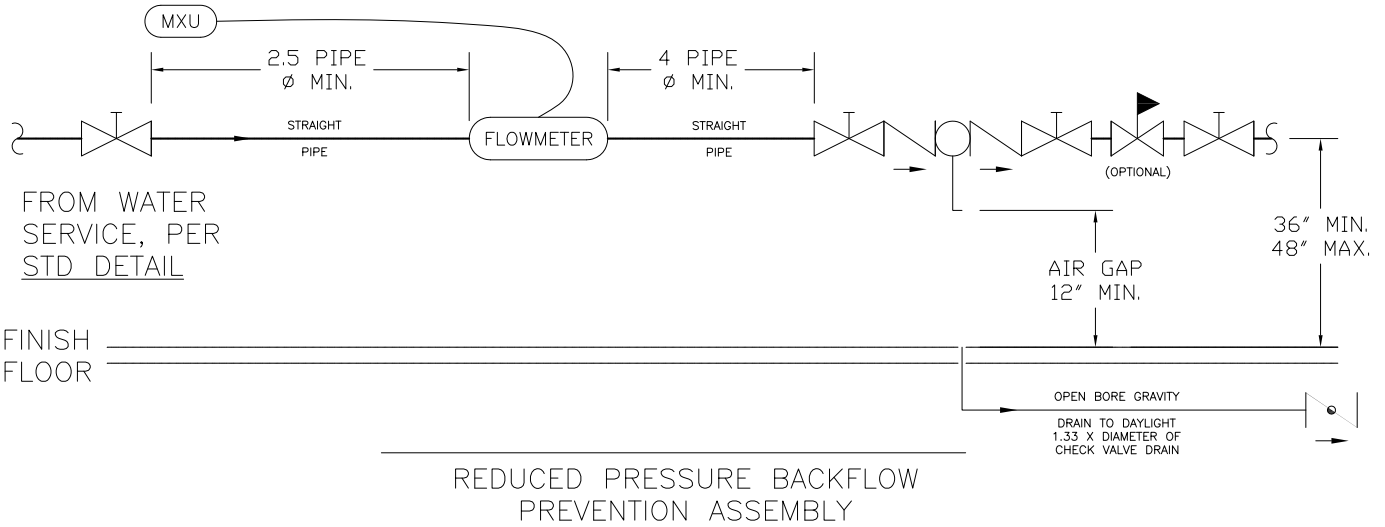 MXU
2.5 PIPE
Ø MIN.
4 PIPE
Ø MIN.
STRAIGHT
PIPE
FLOWMETER
STRAIGHT
PIPE
(OPTIONAL)
FROM WATER
SERVICE, PER
STD DETAIL
36" MIN.
48" MAX.
AIR GAP
12" MIN.
FINISH
FLOOR
OPEN BORE GRAVITY
DRAIN TO DAYLIGHT
1.33 X DIAMETER OF
CHECK VALVE DRAIN
REDUCED PRESSURE BACKFLOW
PREVENTION ASSEMBLY